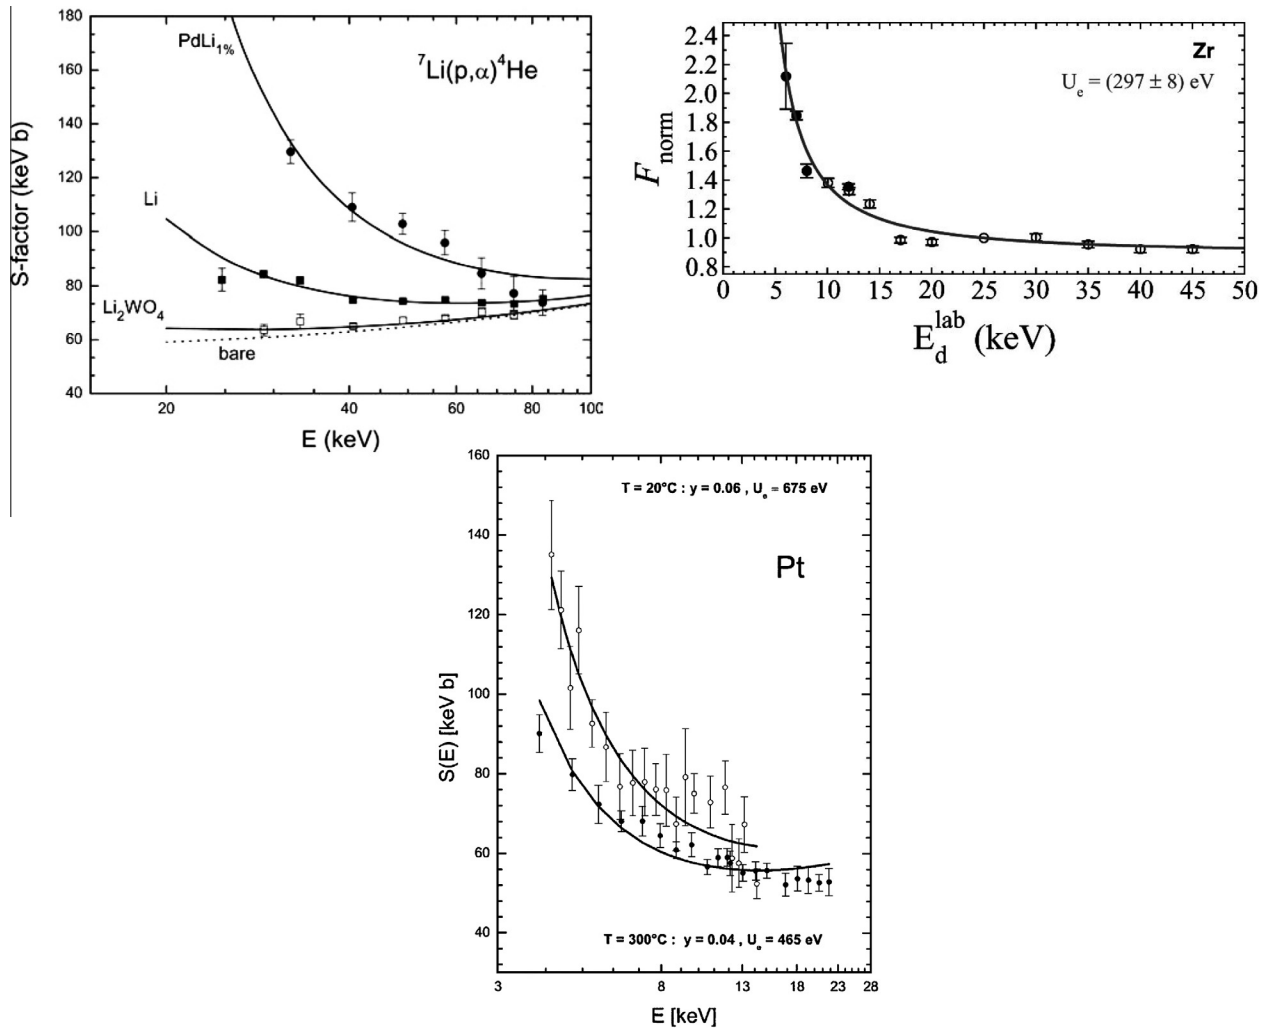 180
160
140
120
100
80
60
40
S-factor (keV b)
PdLi1%
7Li(p,α)4He
Li
Li2WO4
bare
20
40
60
80
100
E (keV)
2.4
2.2
2.0
1.8
1.6
1.4
1.2
1.0
0.8
Fnorm
Zr
Ue = (297 ± 8) eV
0 5 10 15 20 25 30 35 40 45 50
Edlab (keV)
160
140
120
100
80
60
40
S(E) [keV b]
T = 20°C : y = 0.06 , Ue = 675 eV
Pt
T = 300°C : y = 0.04 , Ue = 465 eV
3 8 13 18 23 28
E [keV]